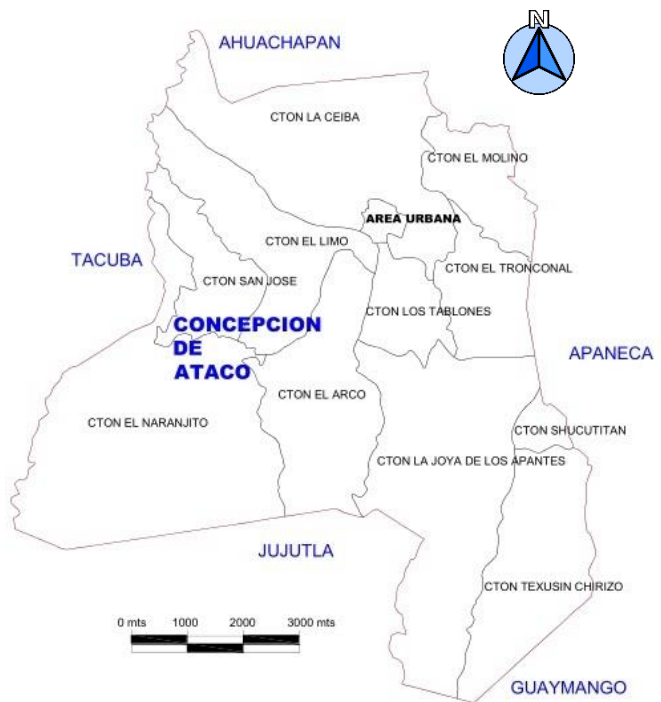 N
AHUACHAPAN
CTON LA CEIBA
CTON EL MOLINO
AREA URBANA
CTON EL LIMO
TACUBA
CTON EL TRONCONAL
CTON SAN JOSE
CTON LOS TABLONES
CONCEPCION
DE
ATACO
APANECA
CTON EL ARCO
CTON EL NARANJITO
CTON SHUCUTITAN
CTON LA JOYA DE LOS APANTES
JUJUTLA
CTON TEXUSIN CHIRIZO
0 mts 1000 2000 3000 mts
GUAYMANGO